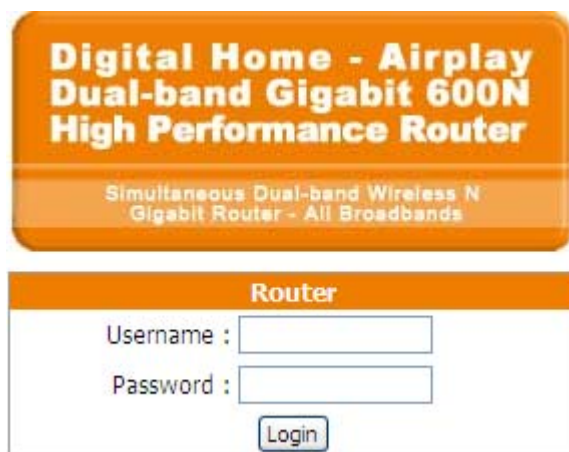 Digital Home - Airplay
Dual-band Gigabit 600N
High Performance Router
Simultaneous Dual-band Wireless N
Gigabit Router - All Broadbands
Router
Username :
Password :
Login